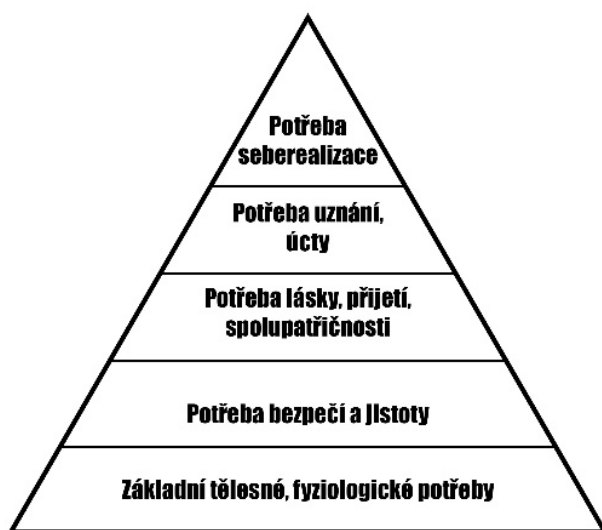 Potřeba
seberealizace
Potřeba uznání,
úcty
Potřeba lásky, přijetí,
spolupatřičnosti
Potřeba bezpečí a jistoty
Základní tělesné, fyziologické potřeby